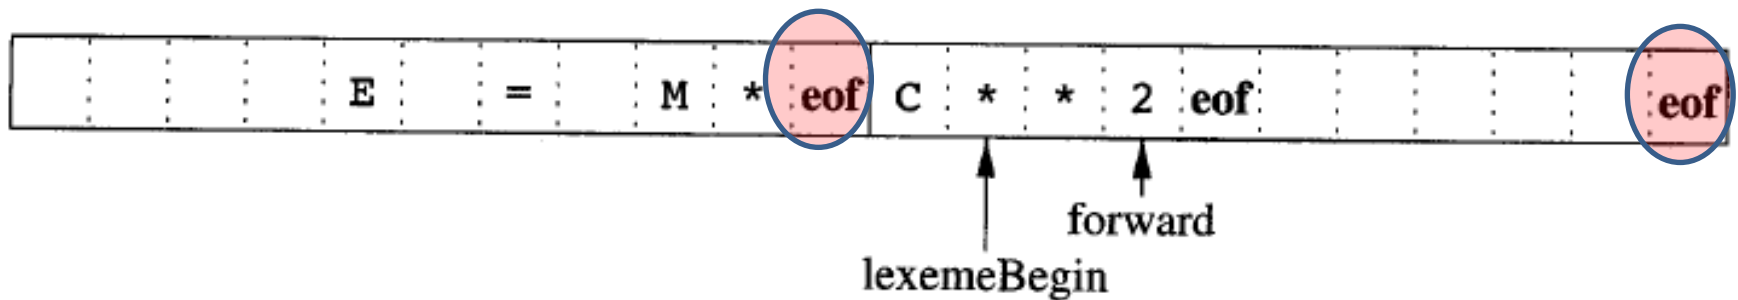 E = M * eof C * * 2 eof eof
forward
lexemeBegin